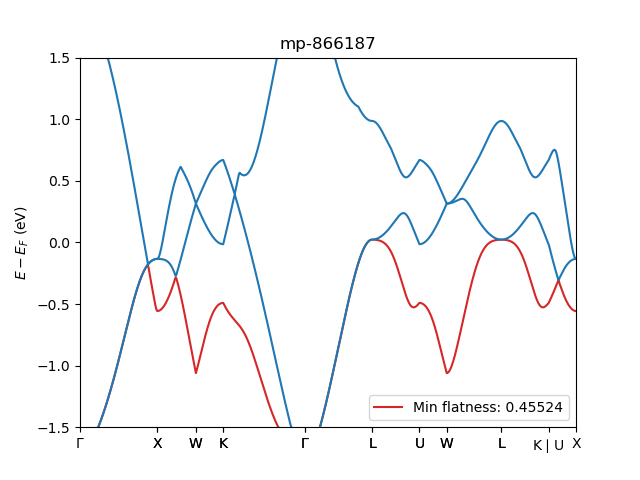 mp-866187
E − E_F (eV)
1.5
1.0
0.5
0.0
−0.5
−1.0
−1.5
Min flatness: 0.45524
Γ X W K Γ L U W L K | U X